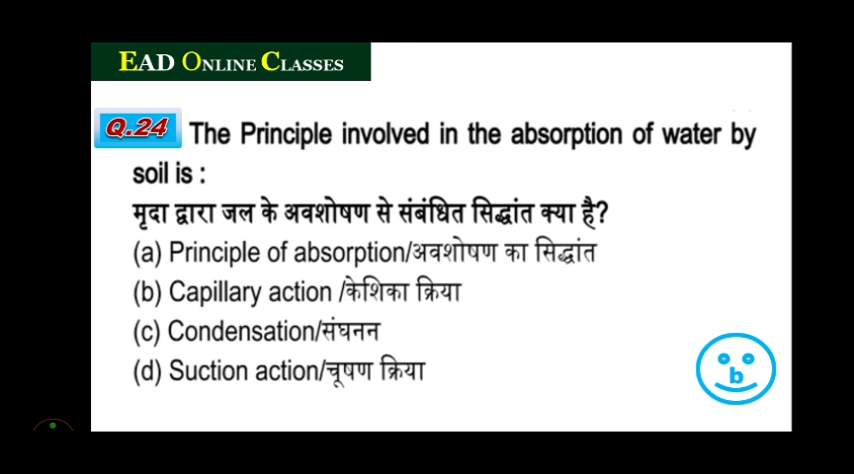 EAD ONLINE CLASSES
Q.24 The Principle involved in the absorption of water by
soil is :
मृदा द्वारा जल के अवशोषण से संबंधित सिद्धांत क्या है?
(a) Principle of absorption/अवशोषण का सिद्धांत
(b) Capillary action /केशिका क्रिया
(c) Condensation/संघनन
(d) Suction action/चूषण क्रिया
b